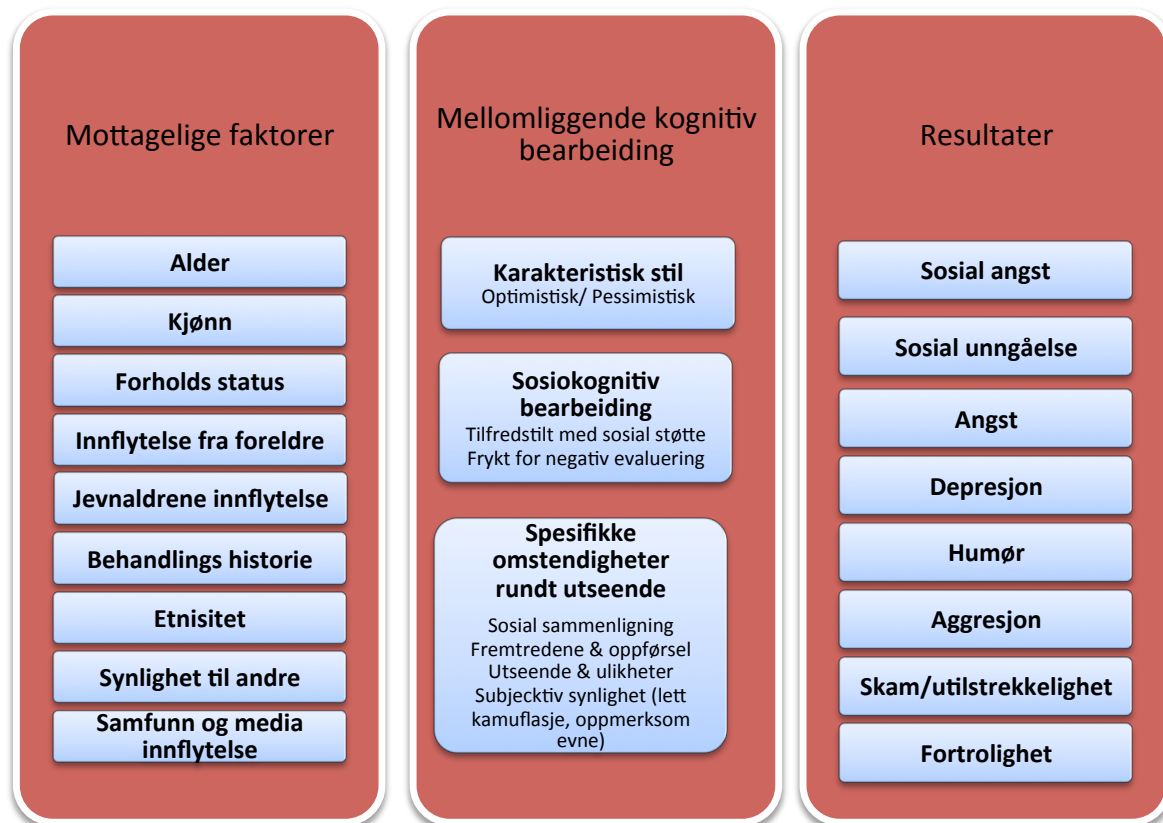 Mottagelige faktorer
Alder
Kjønn
Forholds status
Innflytelse fra foreldre
Jevnaldrene innflytelse
Behandlings historie
Etnisitet
Synlighet til andre
Samfunn og media
innflytelse
Mellomliggende kognitiv
bearbeiding
Karakteristisk stil
Optimistisk/ Pessimistisk
Sosiokognitiv
bearbeiding
Tilfredstilt med sosial støtte
Frykt for negativ evaluering
Spesifikke
omstendigheter
rundt utseende
Sosial sammenligning
Fremtredene & oppførsel
Utseende & ulikheter
Subjecktiv synlighet (lett
kamuflasje, oppmerksom
evne)
Resultater
Sosial angst
Sosial unngåelse
Angst
Depresjon
Humør
Aggresjon
Skam/utilstrekkelighet
Fortrolighet